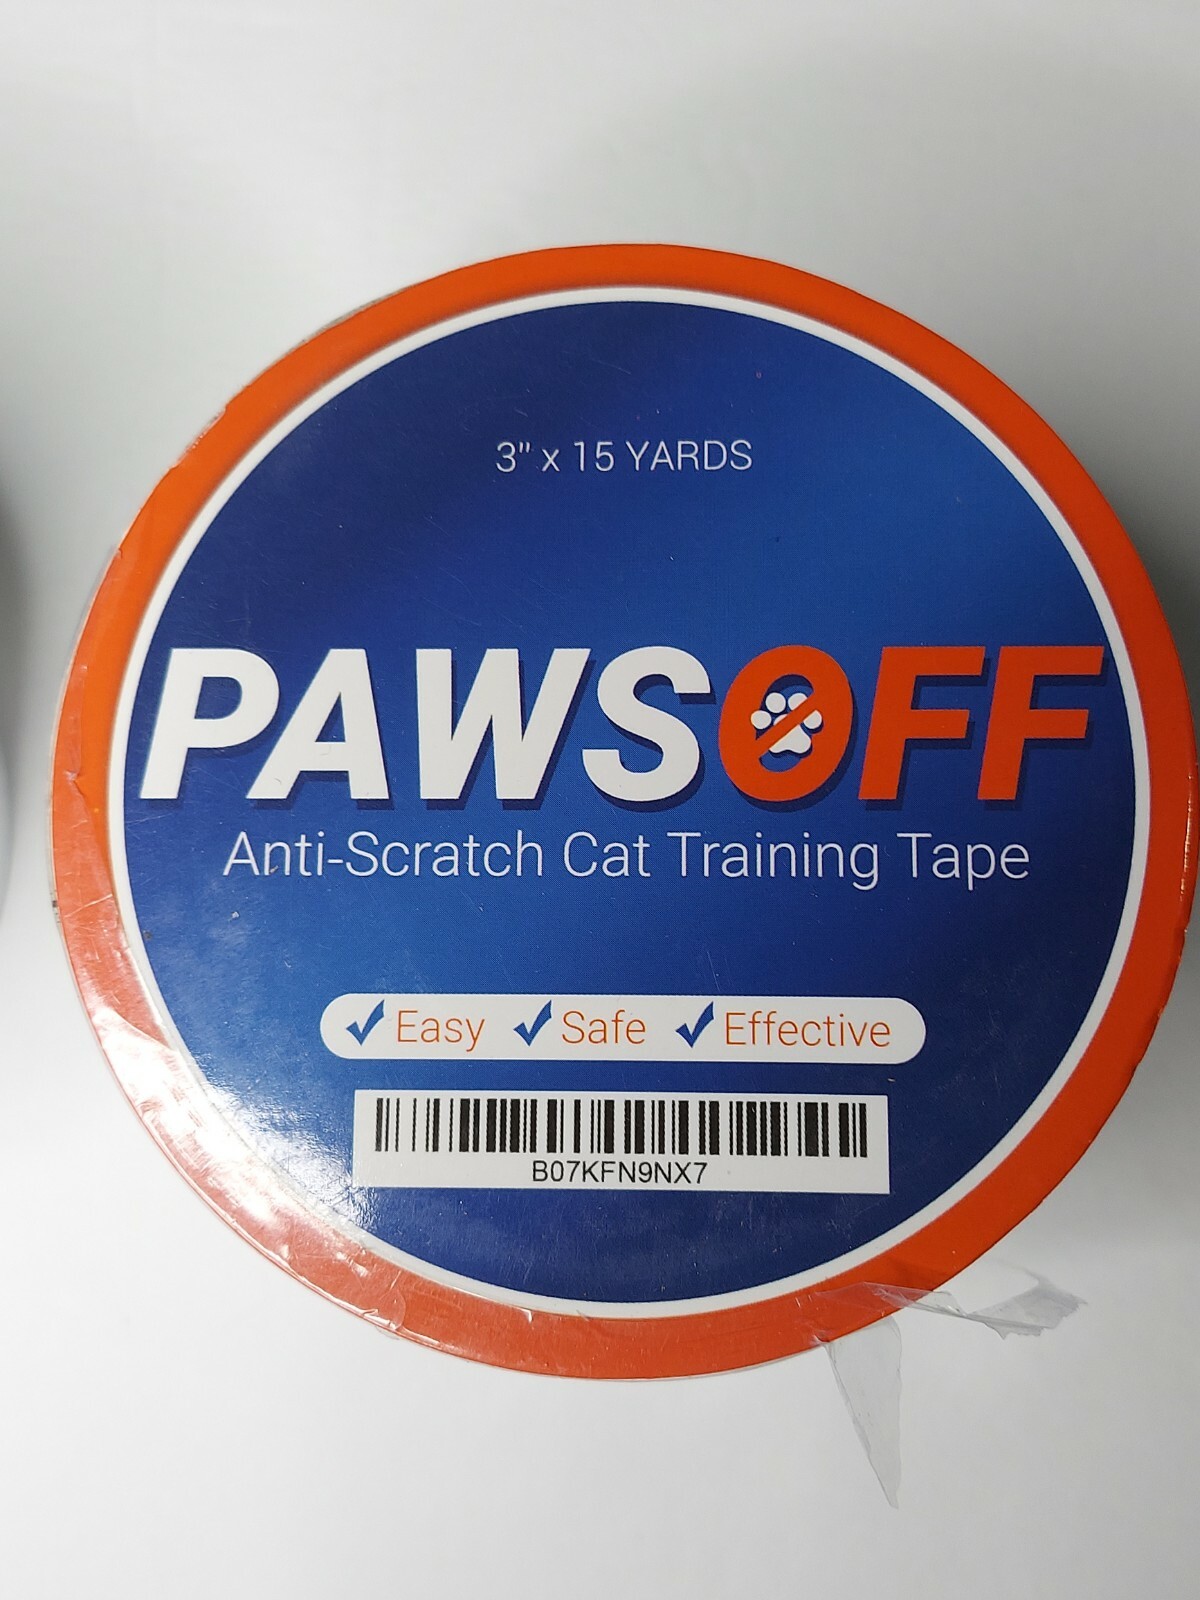 3" x 15 YARDS
PAWSOFF
Anti-Scratch Cat Training Tape
Easy Safe Effective
B07KFN9NX7